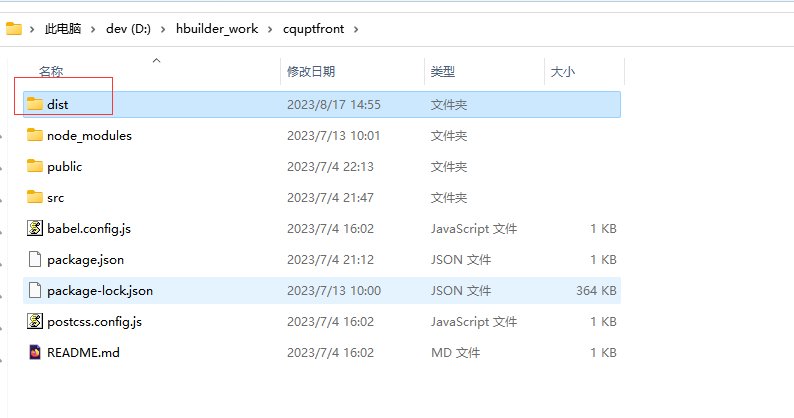 此电脑 > dev (D:) > hbuilder_work > cquptfront >
名称 修改日期 类型 大小
dist 2023/8/17 14:55 文件夹
node_modules 2023/7/13 10:01 文件夹
public 2023/7/4 22:13 文件夹
src 2023/7/4 21:47 文件夹
babel.config.js 2023/7/4 16:02 JavaScript 文件 1 KB
package.json 2023/7/4 21:12 JSON 文件 1 KB
package-lock.json 2023/7/13 10:00 JSON 文件 364 KB
postcss.config.js 2023/7/4 16:02 JavaScript 文件 1 KB
README.md 2023/7/4 16:02 MD 文件 1 KB